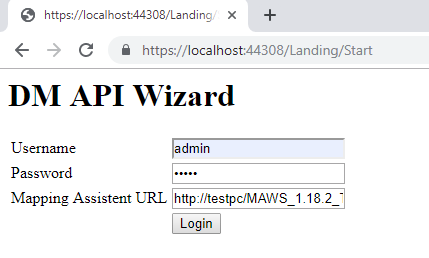 https://localhost:44308/Landing/
https://localhost:44308/Landing/Start
DM API Wizard
Username admin
Password •••••
Mapping Assistent URL http://testpc/MAWS_1.18.2_
Login